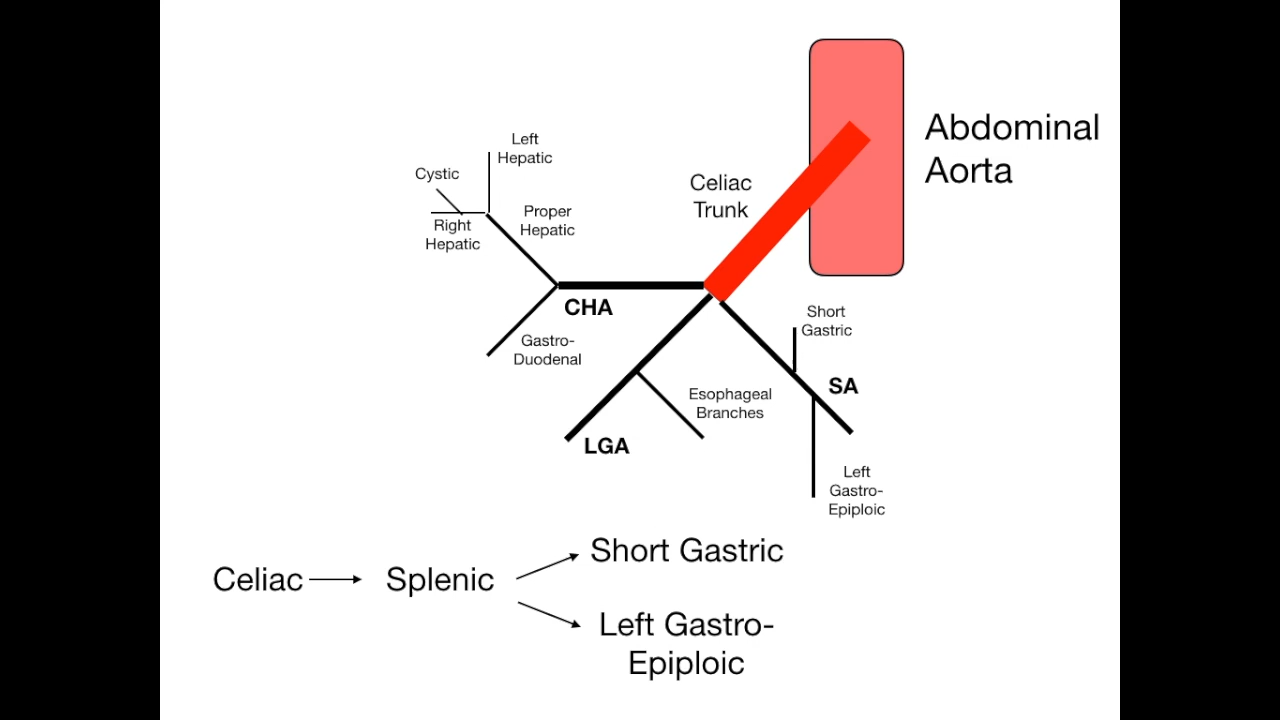 Abdominal
Aorta
Left
Hepatic
Cystic
Celiac
Trunk
Proper
Hepatic
Right
Hepatic
CHA
Short
Gastric
Gastro-
Duodenal
SA
Esophageal
Branches
LGA
Left
Gastro-
Epiploic
Celiac
Splenic
Short Gastric
Left Gastro-
Epiploic